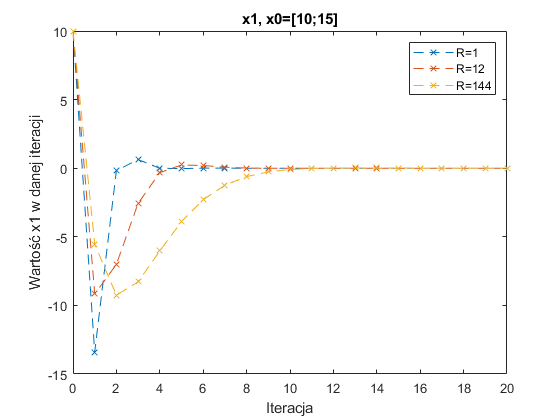 x1, x0=[10;15]
10
5
0
-5
-10
-15
Wartość x1 w danej iteracji
R=1
R=12
R=144
0 2 4 6 8 10 12 14 16 18 20
Iteracja